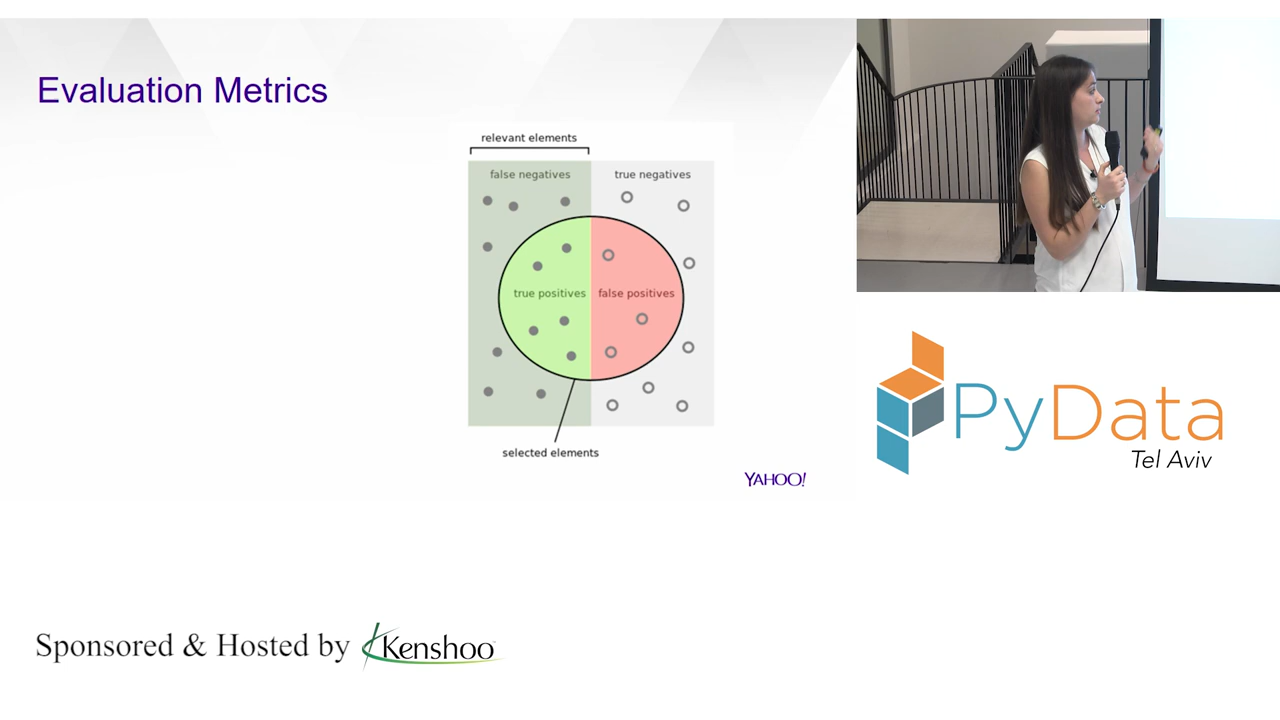 Evaluation Metrics
relevant elements
false negatives
true negatives
true positives
false positives
selected elements
YAHOO!
PyData
Tel Aviv
Sponsored & Hosted by Kenshoo